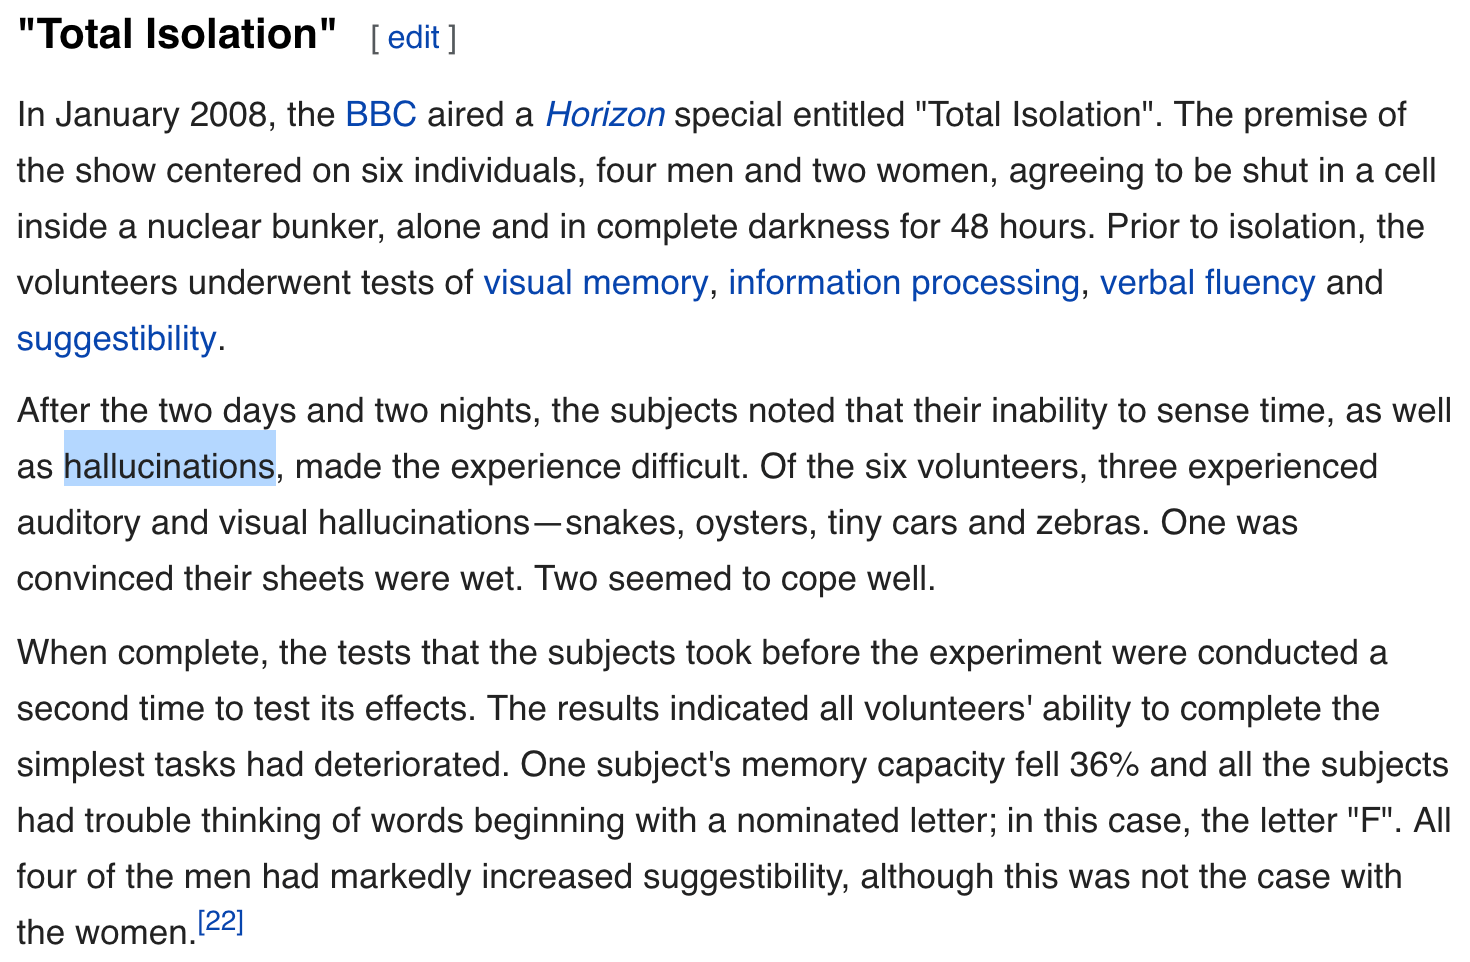 "Total Isolation" [ edit ]
In January 2008, the BBC aired a Horizon special entitled "Total Isolation". The premise of
the show centered on six individuals, four men and two women, agreeing to be shut in a cell
inside a nuclear bunker, alone and in complete darkness for 48 hours. Prior to isolation, the
volunteers underwent tests of visual memory, information processing, verbal fluency and
suggestibility.
After the two days and two nights, the subjects noted that their inability to sense time, as well
as hallucinations, made the experience difficult. Of the six volunteers, three experienced
auditory and visual hallucinations—snakes, oysters, tiny cars and zebras. One was
convinced their sheets were wet. Two seemed to cope well.
When complete, the tests that the subjects took before the experiment were conducted a
second time to test its effects. The results indicated all volunteers' ability to complete the
simplest tasks had deteriorated. One subject's memory capacity fell 36% and all the subjects
had trouble thinking of words beginning with a nominated letter; in this case, the letter "F". All
four of the men had markedly increased suggestibility, although this was not the case with
the women.[22]